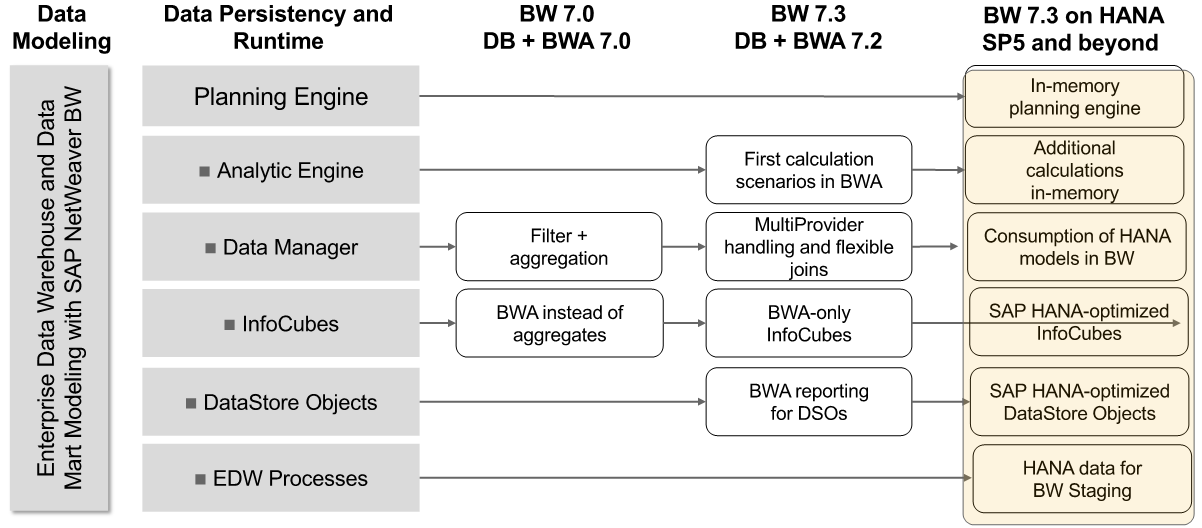 Data
Modeling
Data Persistency and
Runtime
BW 7.0
DB + BWA 7.0
BW 7.3
DB + BWA 7.2
BW 7.3 on HANA
SP5 and beyond
Enterprise Data Warehouse and Data
Mart Modeling with SAP NetWeaver BW
Planning Engine
In-memory
planning engine
■ Analytic Engine
First calculation
scenarios in BWA
Additional
calculations
in-memory
■ Data Manager
Filter +
aggregation
MultiProvider
handling and flexible
joins
Consumption of HANA
models in BW
■ InfoCubes
BWA instead of
aggregates
BWA-only
InfoCubes
SAP HANA-optimized
InfoCubes
■ DataStore Objects
BWA reporting
for DSOs
SAP HANA-optimized
DataStore Objects
■ EDW Processes
HANA data for
BW Staging